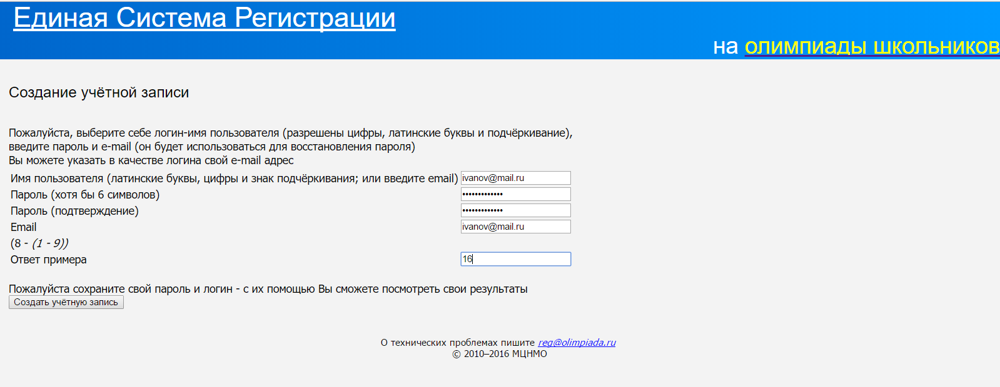 Единая Система Регистрации
на олимпиады школьников
Создание учётной записи
Пожалуйста, выберите себе логин-имя пользователя (разрешены цифры, латинские буквы и подчёркивание),
введите пароль и e-mail (он будет использоваться для восстановления пароля)
Вы можете указать в качестве логина свой e-mail адрес
Имя пользователя (латинские буквы, цифры и знак подчёркивания; или введите email) ivanov@mail.ru
Пароль (хотя бы 6 символов) •••••••••••••
Пароль (подтверждение) •••••••••••••
Email ivanov@mail.ru
(8 - (1 - 9))
Ответ примера 16
Пожалуйста сохраните свой пароль и логин - с их помощью Вы сможете посмотреть свои результаты
Создать учётную запись
О технических проблемах пишите reg@olimpiada.ru
© 2010–2016 МЦНМО